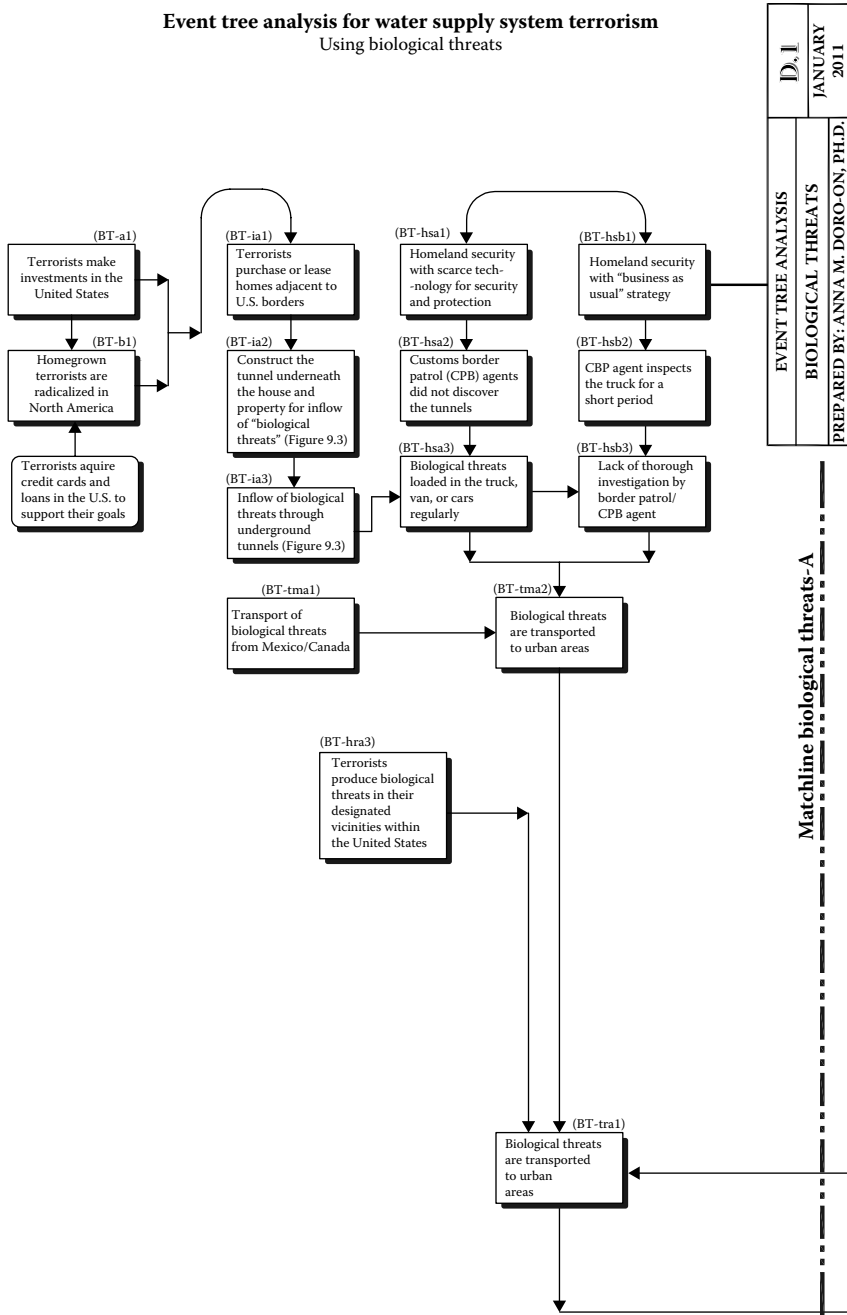 Event tree analysis for water supply system terrorism
Using biological threats
D.1
JANUARY
2011
EVENT TREE ANALYSIS
BIOLOGICAL THREATS
PREPARED BY: ANNA M. DORO-ON, PH.D.
(BT-a1)
Terrorists make
investments in the
United States
(BT-b1)
Homegrown
terrorists are
radicalized in
North America
Terrorists aquire
credit cards and
loans in the U.S. to
support their goals
(BT-ia1)
Terrorists
purchase or lease
homes adjacent to
U.S. borders
(BT-ia2)
Construct the
tunnel underneath
the house and
property for inflow
of “biological
threats” (Figure 9.3)
(BT-ia3)
Inflow of biological
threats through
underground
tunnels (Figure 9.3)
(BT-hsa1)
Homeland security
with scarce tech-
-nology for security
and protection
(BT-hsa2)
Customs border
patrol (CPB) agents
did not discover
the tunnels
(BT-hsa3)
Biological threats
loaded in the truck,
van, or cars
regularly
(BT-hsb1)
Homeland security
with “business as
usual” strategy
(BT-hsb2)
CBP agent inspects
the truck for a
short period
(BT-hsb3)
Lack of thorough
investigation by
border patrol/
CPB agent
(BT-tma1)
Transport of
biological threats
from Mexico/Canada
(BT-tma2)
Biological threats
are transported
to urban areas
(BT-hra3)
Terrorists
produce biological
threats in their
designated
vicinities within
the United States
(BT-tra1)
Biological threats
are transported
to urban
areas
Matchline biological threats-A